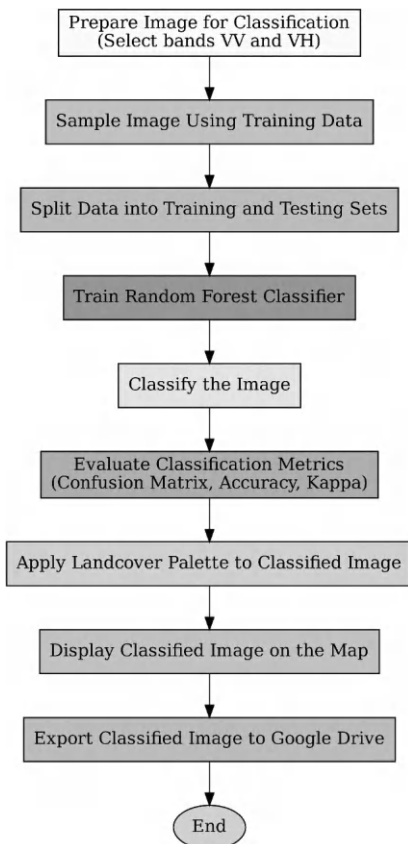 Prepare Image for Classification
(Select bands VV and VH)
Sample Image Using Training Data
Split Data into Training and Testing Sets
Train Random Forest Classifier
Classify the Image
Evaluate Classification Metrics
(Confusion Matrix, Accuracy, Kappa)
Apply Landcover Palette to Classified Image
Display Classified Image on the Map
Export Classified Image to Google Drive
End